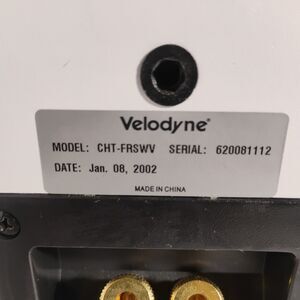 Velodyne®
MODEL: CHT-FRSWV SERIAL: 620081112
DATE: Jan. 08, 2002
MADE IN CHINA